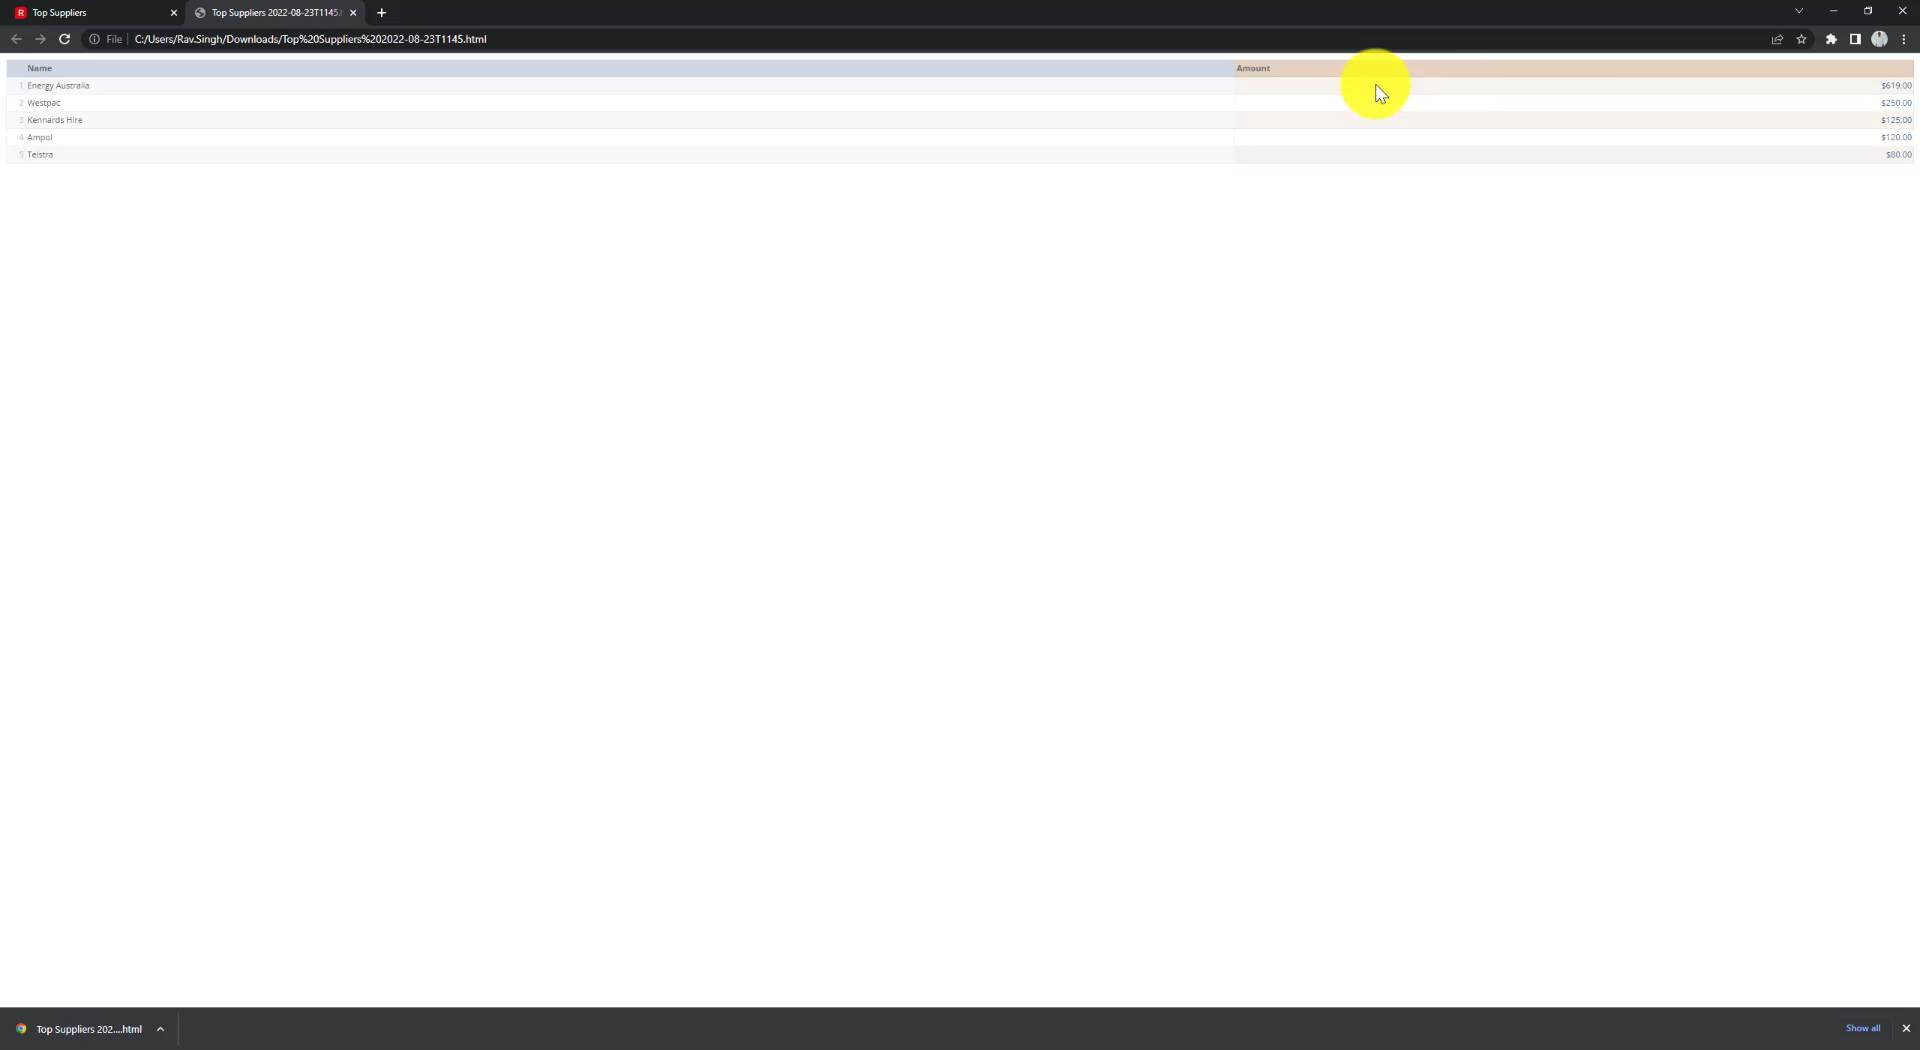 Top Suppliers
Top Suppliers 2022-08-23T1145.
File C:/Users/Rav.Singh/Downloads/Top%20Suppliers%202022-08-23T1145.html
Name Amount
1 Energy Australia $619.00
2 Westpac $250.00
3 Kennards Hire $125.00
4 Ampol $120.00
5 Telstra $80.00
Top Suppliers 202....html
Show all